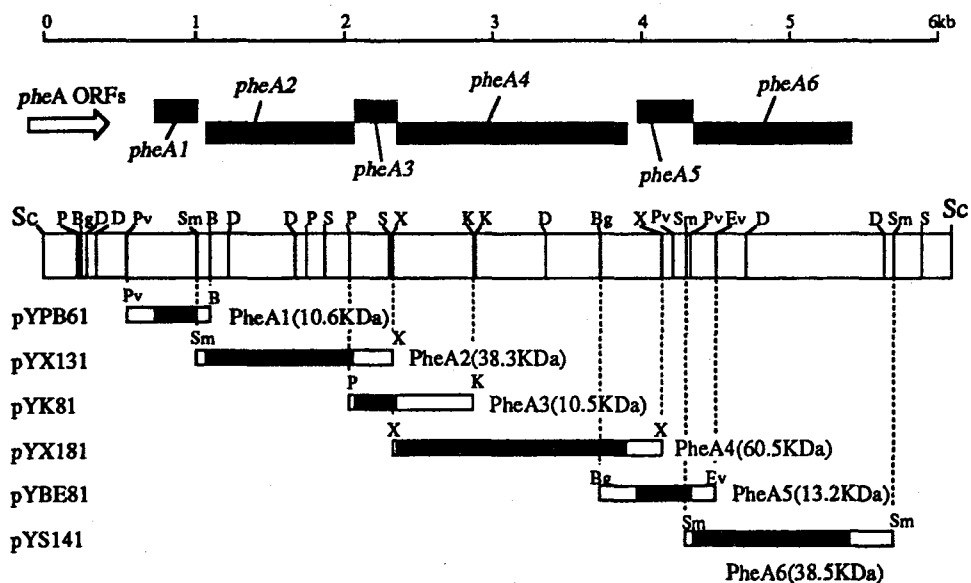 0 1 2 3 4 5 6kb
pheA ORFs
pheA1 pheA2 pheA3 pheA4 pheA5 pheA6
Sc P Bg D D Pv Sm B D D P S P S X K K D Bg X Pv Sm Pv Ev D D Sm S Sc
pYPB61 Pv B PheA1(10.6KDa)
pYX131 Sm X PheA2(38.3KDa)
pYK81 P K PheA3(10.5KDa)
pYX181 X X PheA4(60.5KDa)
pYBE81 Bg Ev PheA5(13.2KDa)
pYS141 Sm Sm
PheA6(38.5KDa)